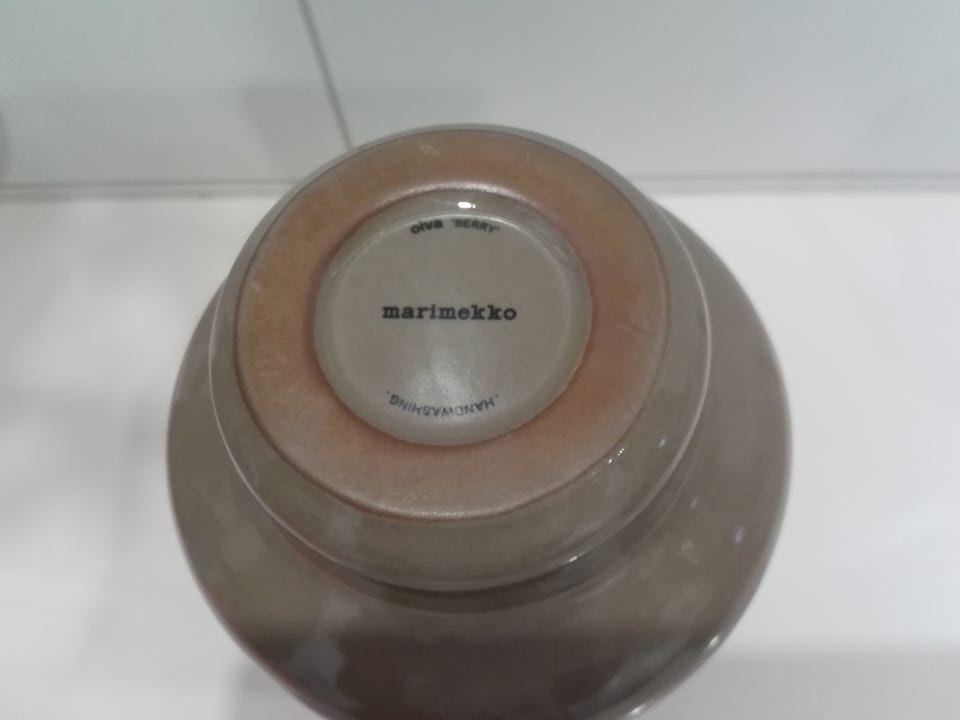 oiva 'BERRY'
marimekko
.HANDWASHING.